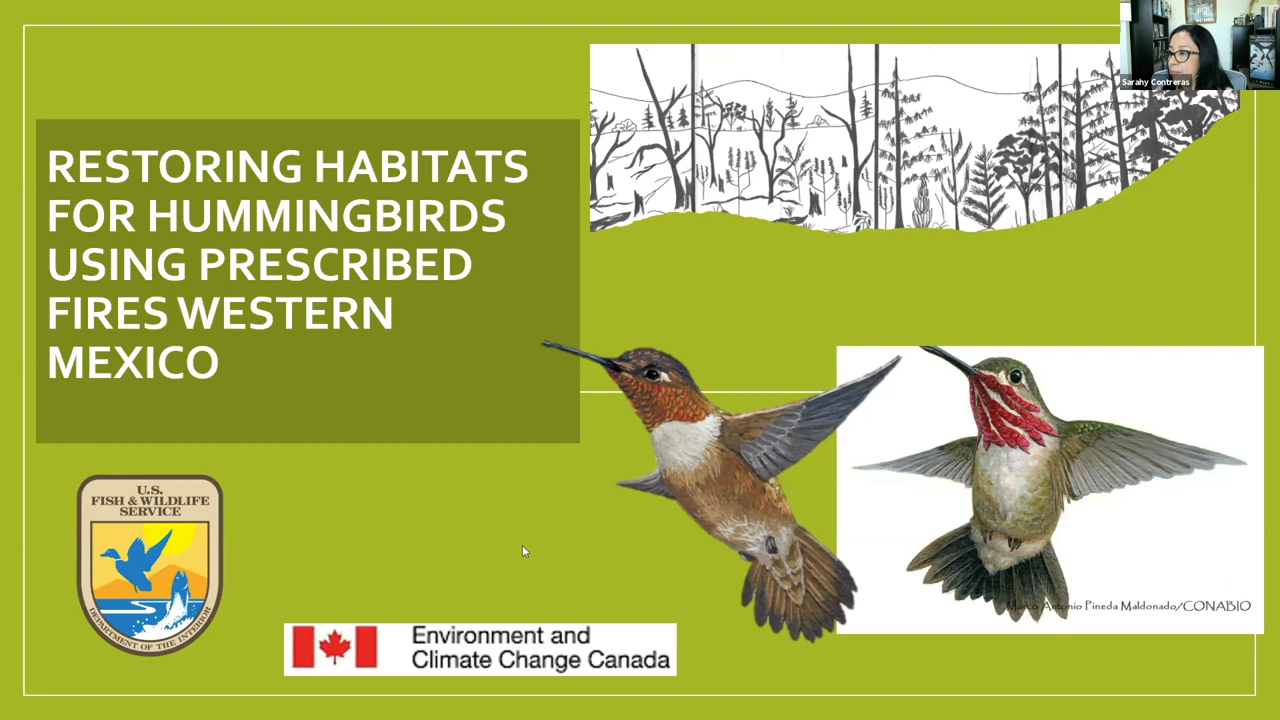 Sarahy Contreras
RESTORING HABITATS
FOR HUMMINGBIRDS
USING PRESCRIBED
FIRES WESTERN
MEXICO
U.S.
FISH & WILDLIFE
SERVICE
DEPARTMENT OF THE INTERIOR
Environment and
Climate Change Canada
Marco Antonio Pineda Maldonado/CONABIO